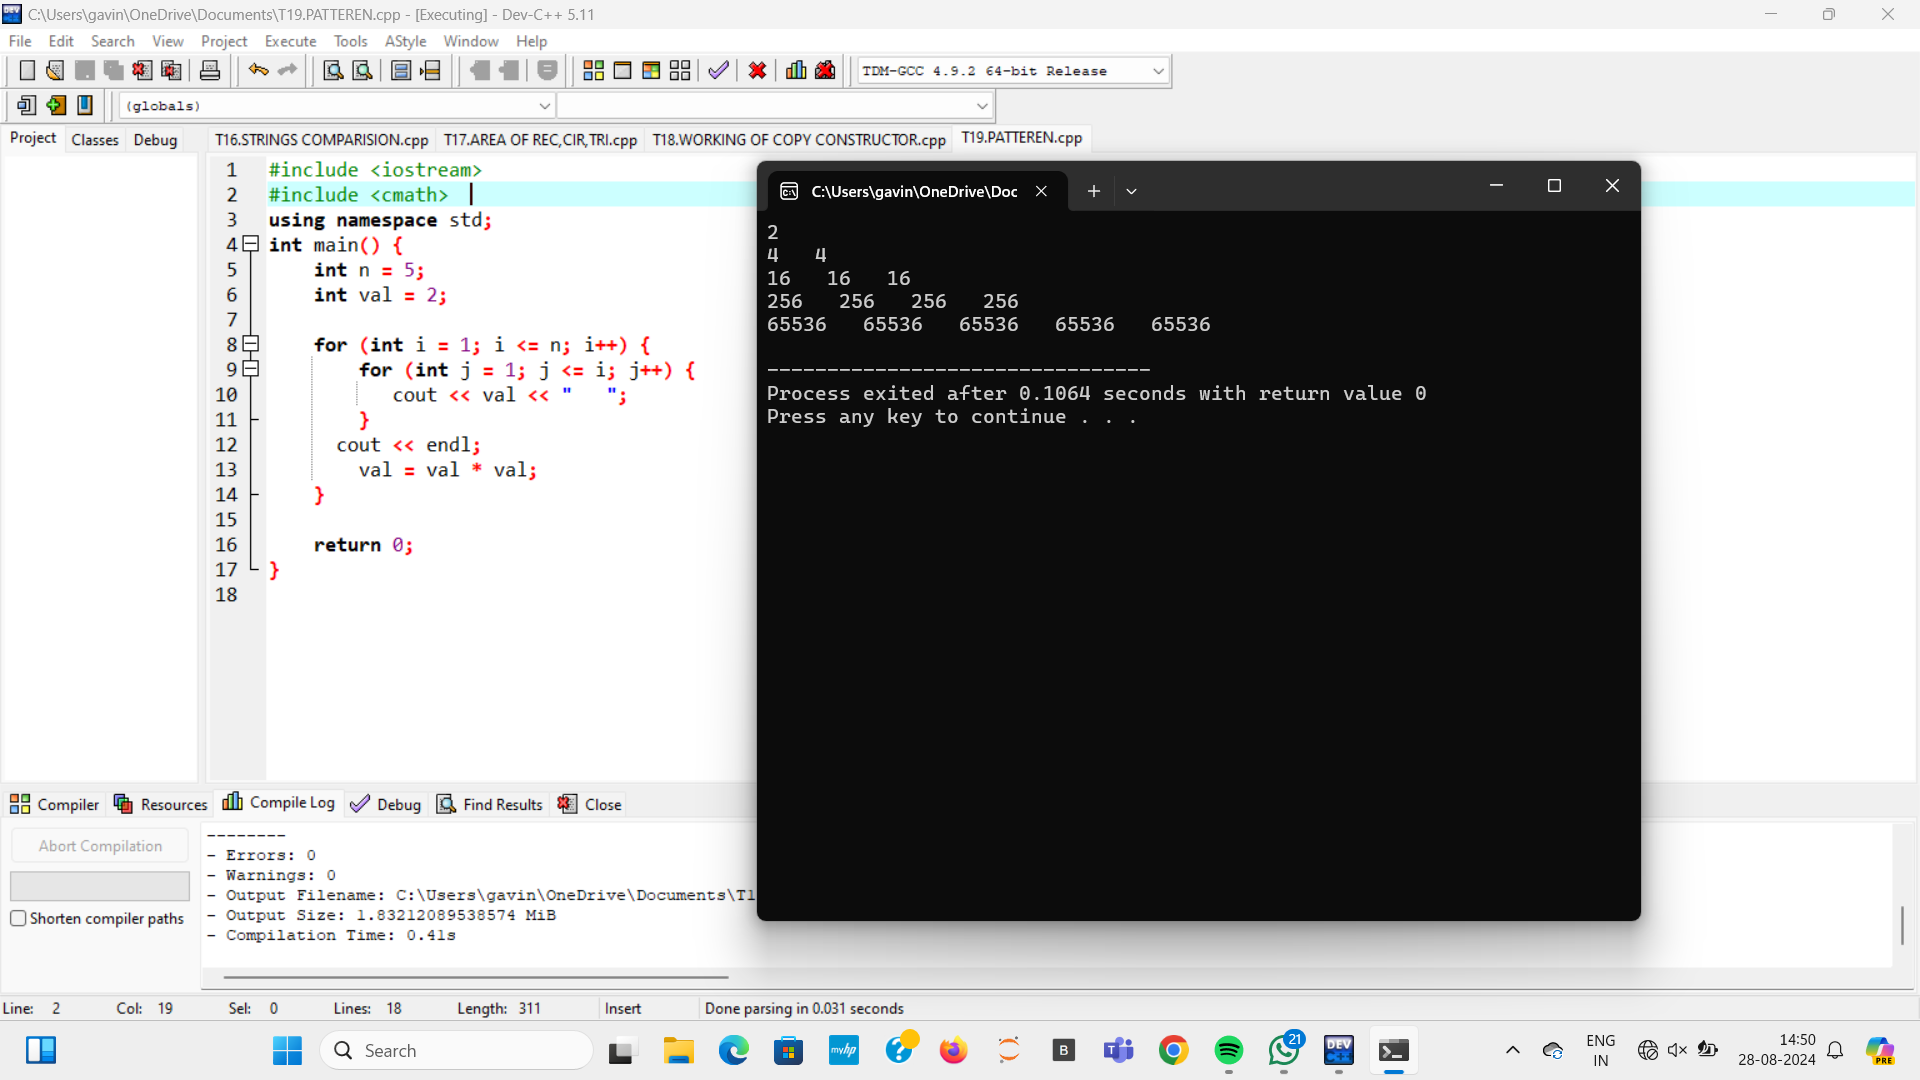 C:\Users\gavin\OneDrive\Documents\T19.PATTEREN.cpp - [Executing] - Dev-C++ 5.11
File Edit Search View Project Execute Tools AStyle Window Help
TDM-GCC 4.9.2 64-bit Release
(globals)
Project Classes Debug
T16.STRINGS COMPARISION.cpp T17.AREA OF REC,CIR,TRI.cpp T18.WORKING OF COPY CONSTRUCTOR.cpp T19.PATTEREN.cpp
1 #include <iostream>
2 #include <cmath>
3 using namespace std;
4 int main() {
5 int n = 5;
6 int val = 2;
7
8 for (int i = 1; i <= n; i++) {
9 for (int j = 1; j <= i; j++) {
10 cout << val << "   ";
11 }
12 cout << endl;
13 val = val * val;
14 }
15
16 return 0;
17 }
18
C:\Users\gavin\OneDrive\Doc
2
4   4
16   16   16
256   256   256   256
65536   65536   65536   65536   65536
--------------------------------
Process exited after 0.1064 seconds with return value 0
Press any key to continue . . .
Compiler Resources Compile Log Debug Find Results Close
Abort Compilation
Shorten compiler paths
--------
- Errors: 0
- Warnings: 0
- Output Filename: C:\Users\gavin\OneDrive\Documents\T1
- Output Size: 1.83212089538574 MiB
- Compilation Time: 0.41s
Line: 2 Col: 19 Sel: 0 Lines: 18 Length: 311 Insert Done parsing in 0.031 seconds
Search
myhp
B
21
DEV C++
ENG
IN
14:50
28-08-2024
PRE